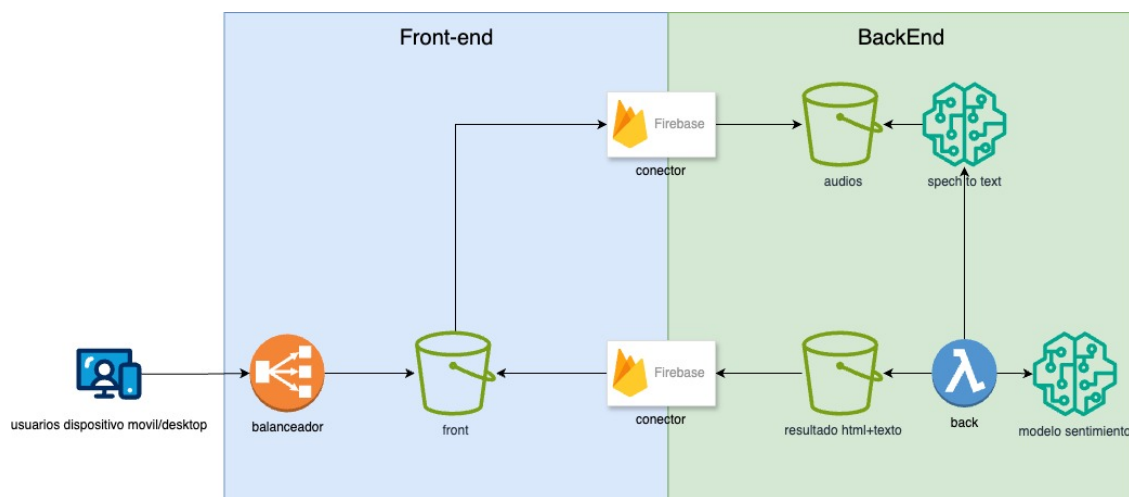 Front-end
BackEnd
Firebase
conector
audios
spech to text
usuarios dispositivo movil/desktop
balanceador
front
Firebase
conector
resultado html+texto
back
modelo sentimiento